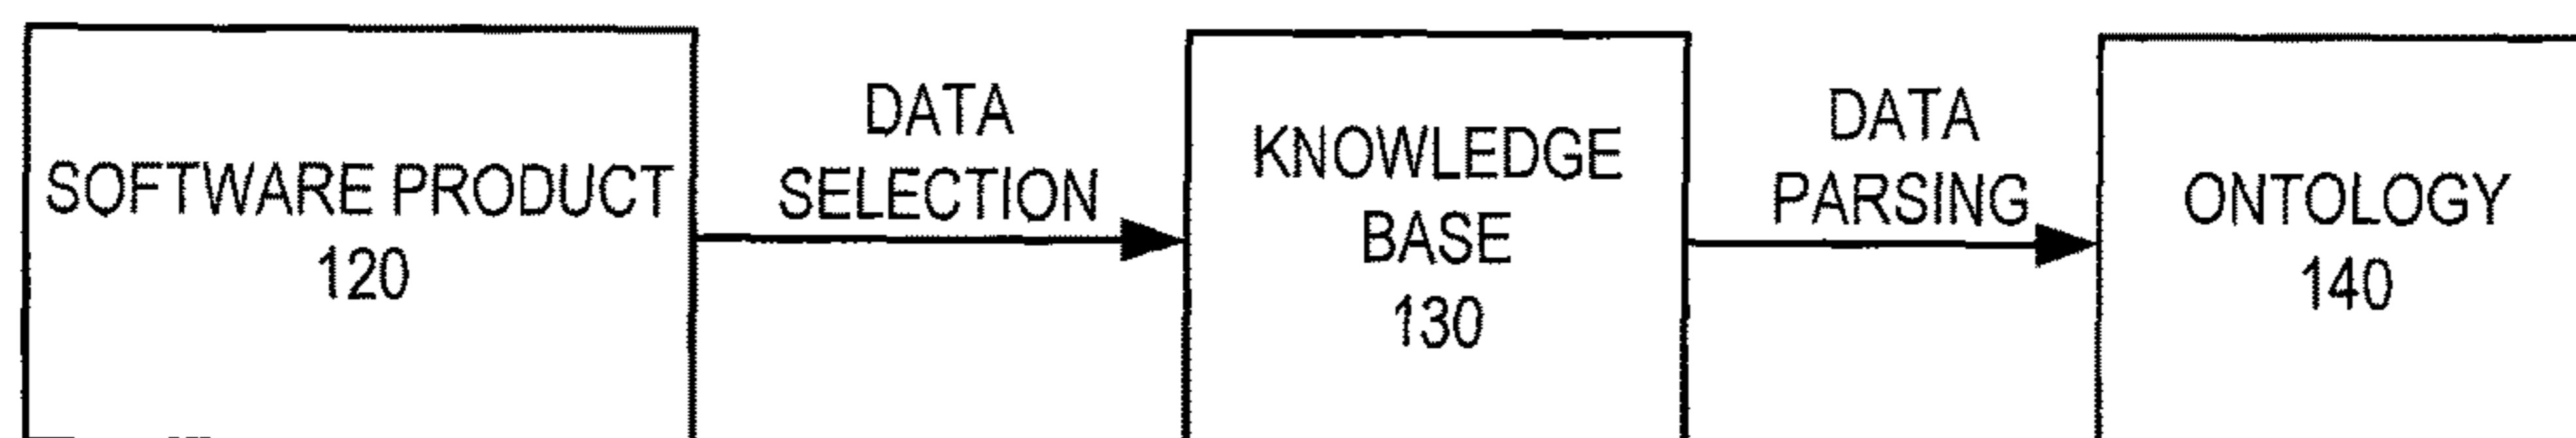 SOFTWARE PRODUCT
120
DATA
SELECTION
KNOWLEDGE
BASE
130
DATA
PARSING
ONTOLOGY
140